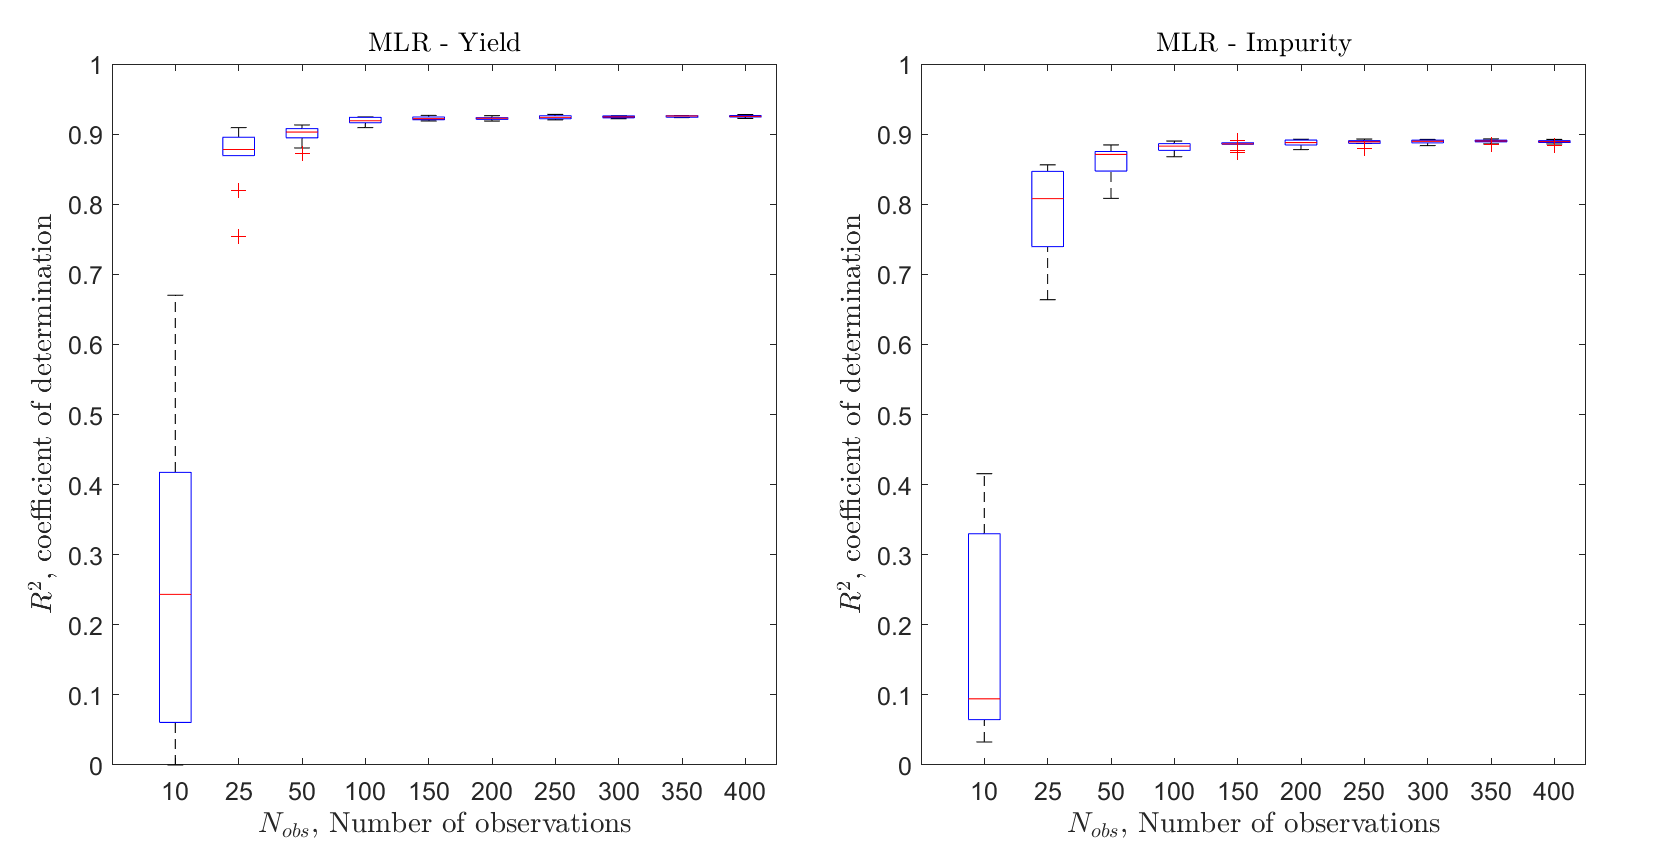 MLR - Yield
1
0.9
0.8
0.7
0.6
0.5
0.4
0.3
0.2
0.1
0
R², coefficient of determination
10 25 50 100 150 200 250 300 350 400
N_obs, Number of observations
MLR - Impurity
1
0.9
0.8
0.7
0.6
0.5
0.4
0.3
0.2
0.1
0
R², coefficient of determination
10 25 50 100 150 200 250 300 350 400
N_obs, Number of observations